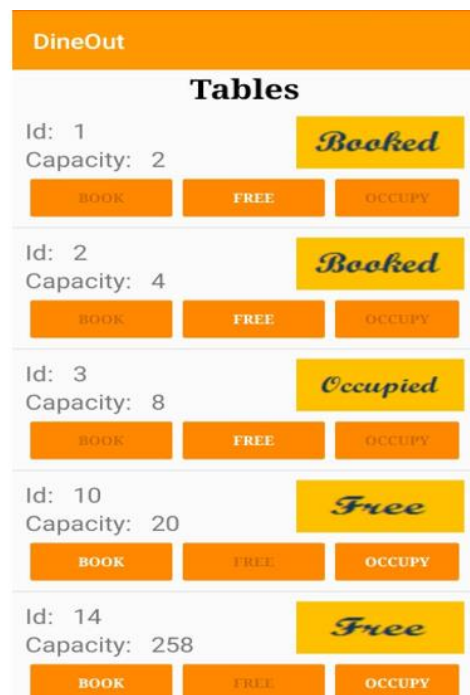 DineOut
Tables
Id: 1
Booked
Capacity: 2
BOOK FREE OCCUPY
Id: 2
Booked
Capacity: 4
BOOK FREE OCCUPY
Id: 3
Occupied
Capacity: 8
BOOK FREE OCCUPY
Id: 10
Free
Capacity: 20
BOOK FREE OCCUPY
Id: 14
Free
Capacity: 258
BOOK FREE OCCUPY